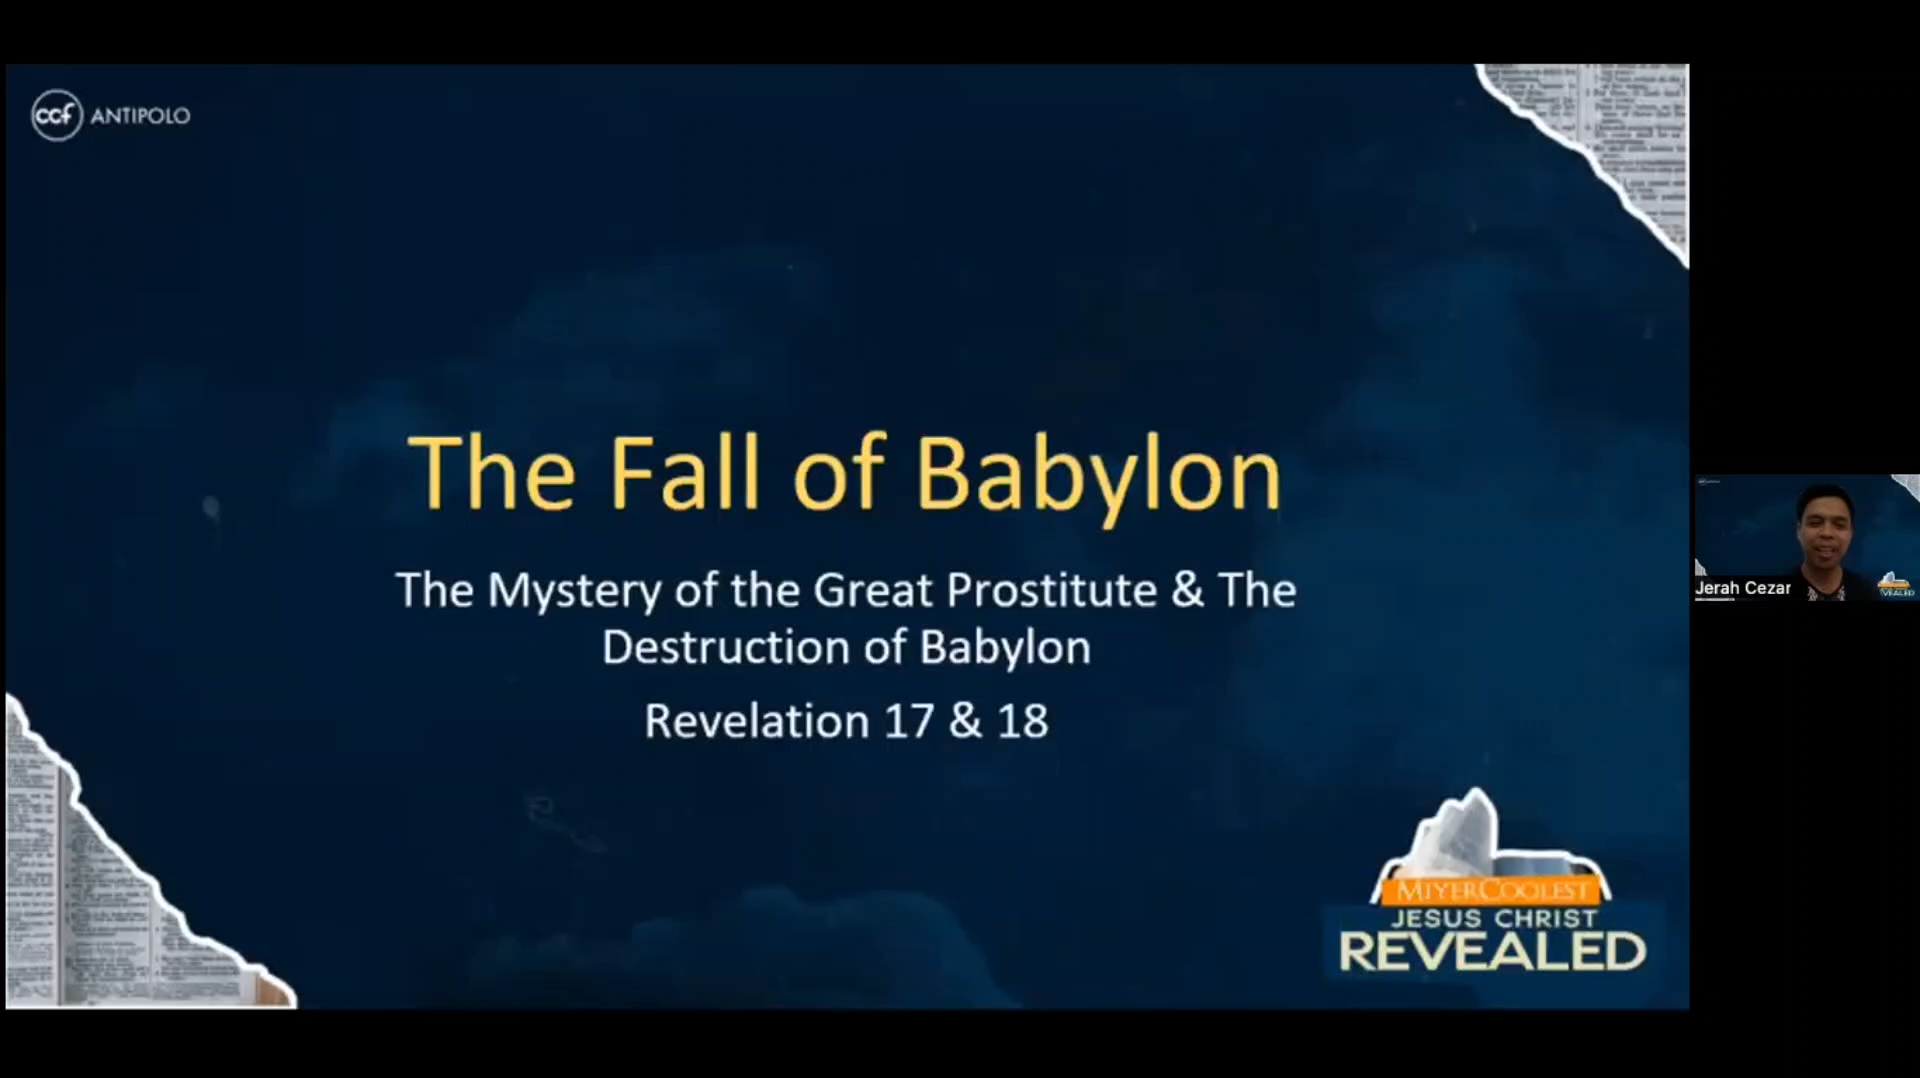 ccf ANTIPOLO
The Fall of Babylon
The Mystery of the Great Prostitute & The
Destruction of Babylon
Revelation 17 & 18
MIYERCOOLEST
JESUS CHRIST
REVEALED
Jerah Cezar